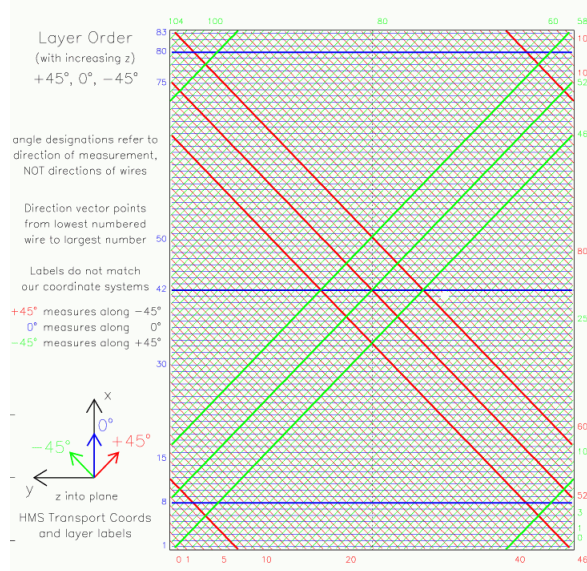 104 100 80 60 58
Layer Order
(with increasing z)
+45°, 0°, −45°
83
80
75
50
42
30
15
8
1
angle designations refer to
direction of measurement,
NOT directions of wires
Direction vector points
from lowest numbered
wire to largest number
Labels do not match
our coordinate systems
+45° measures along −45°
0° measures along 0°
−45° measures along +45°
x
0°
−45° +45°
y
z into plane
HMS Transport Coords
and layer labels
52
46
80
25
60
10
52
3
1
0
0 1 5 10 20 40 46